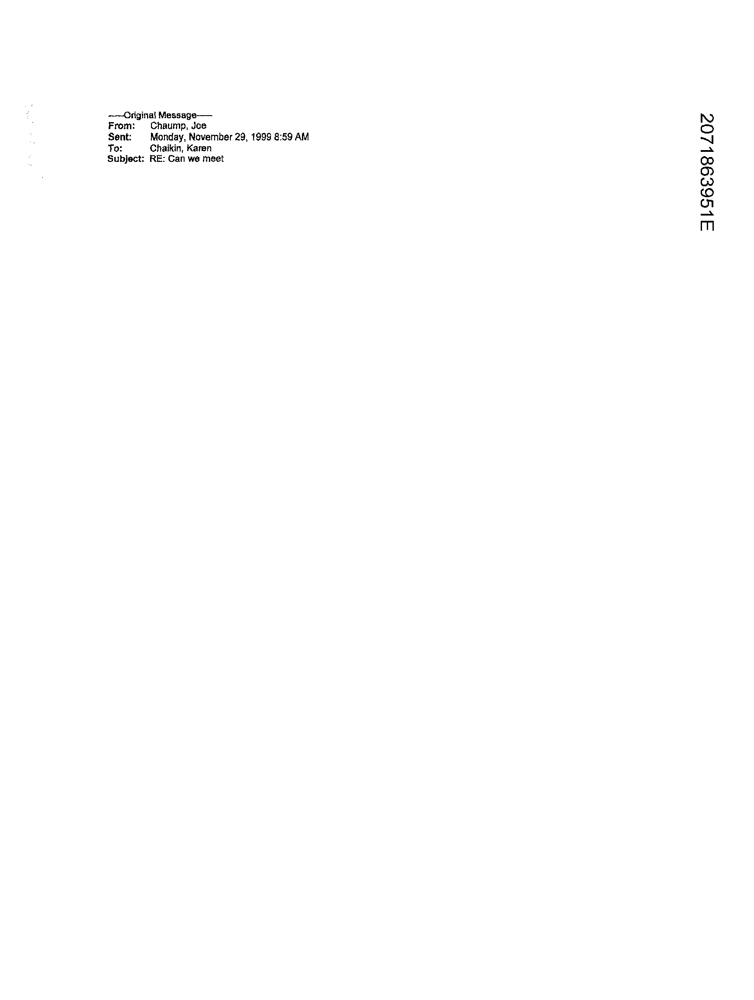 -----Original Message-----
From: Chaump, Joe
Sent: Monday, November 29, 1999 8:59 AM
To: Chaikin, Karen
Subject: RE: Can we meet
2071863951E